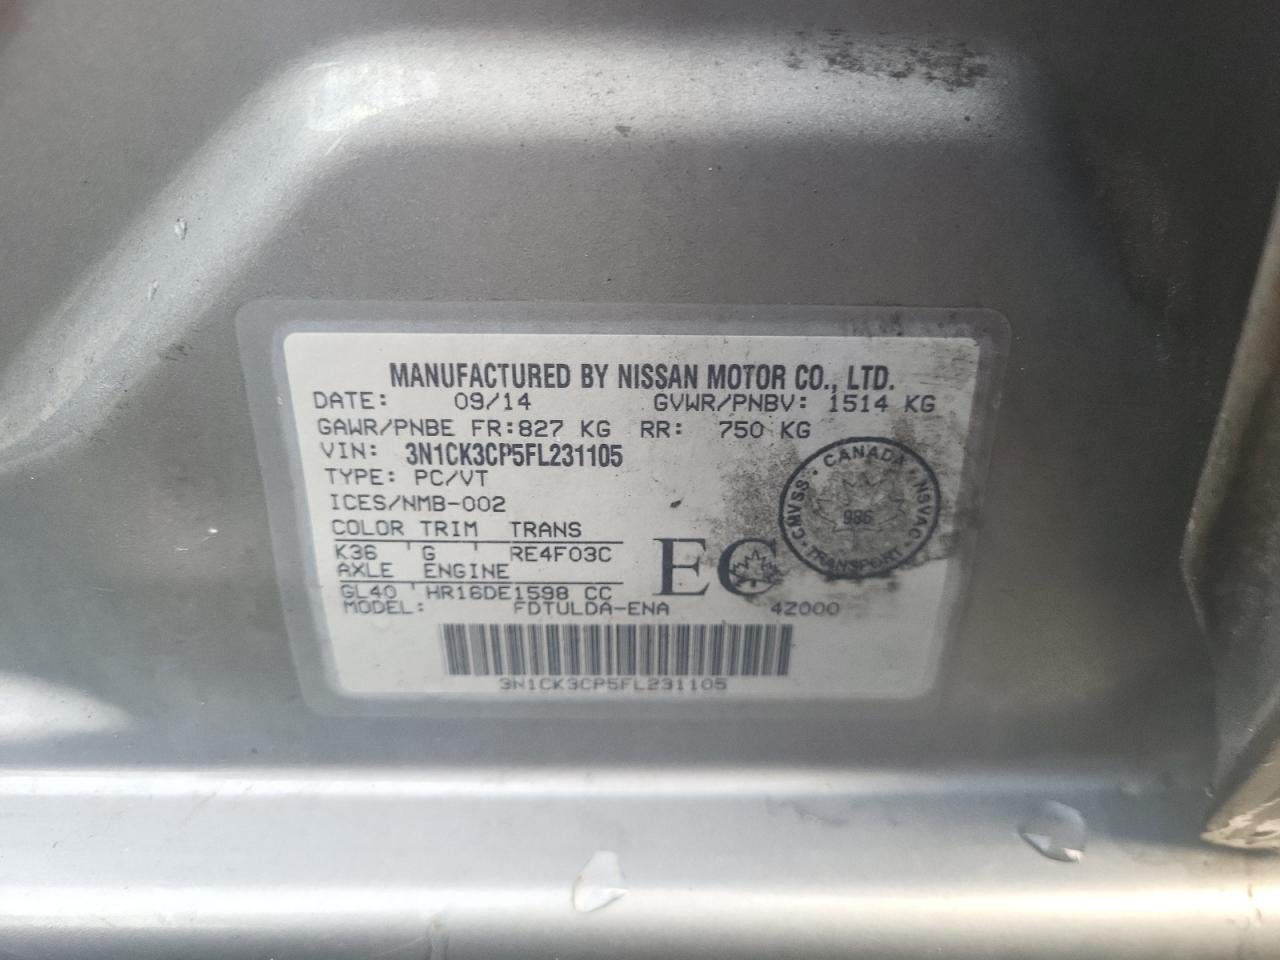 MANUFACTURED BY NISSAN MOTOR CO., LTD.
DATE: 09/14 GVWR/PNBV: 1514 KG
GAWR/PNBE FR:827 KG RR: 750 KG
VIN: 3N1CK3CP5FL231105
TYPE: PC/VT
ICES/NMB-002
COLOR TRIM TRANS
K36 G RE4F03C
AXLE ENGINE
GL40 HR16DE1598 CC
MODEL: FDTULDA-ENA 4Z000
EC
CANADA
CMVSS · NSVAC
986
TRANSPORT
3N1CK3CP5FL231105